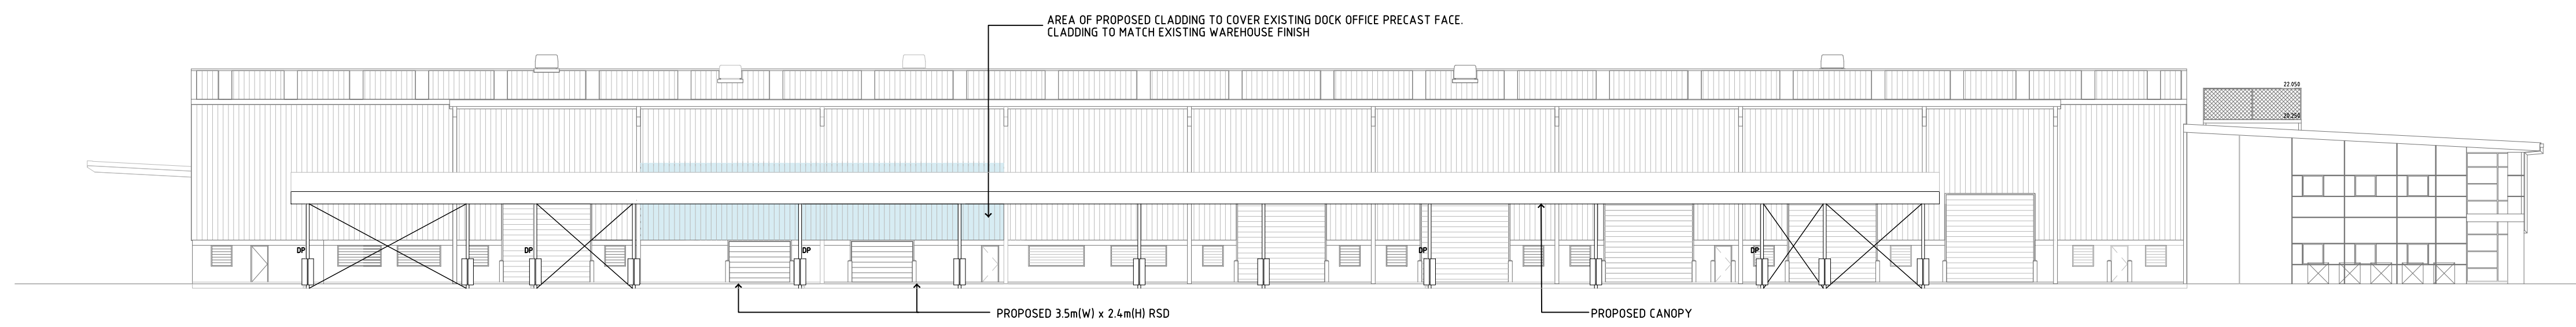 AREA OF PROPOSED CLADDING TO COVER EXISTING DOCK OFFICE PRECAST FACE.
CLADDING TO MATCH EXISTING WAREHOUSE FINISH
22.050
20.250
DP
DP
DP
DP
DP
PROPOSED 3.5m(W) x 2.4m(H) RSD
PROPOSED CANOPY